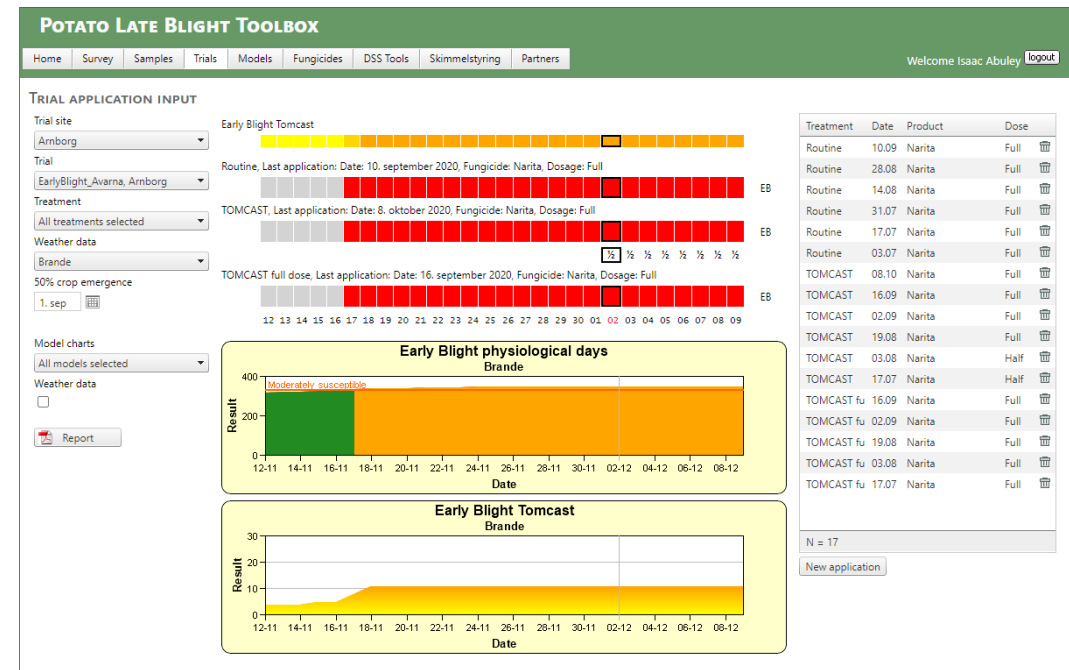 POTATO LATE BLIGHT TOOLBOX
Home Survey Samples Trials Models Fungicides DSS Tools Skimmelstyring Partners
Welcome Isaac Abuley logout
TRIAL APPLICATION INPUT
Trial site
Arnborg
Trial
EarlyBlight_Avarna, Arnborg
Treatment
All treatments selected
Weather data
Brande
50% crop emergence
1. sep
Model charts
All models selected
Weather data
Report
Early Blight Tomcast
Routine, Last application: Date: 10. september 2020, Fungicide: Narita, Dosage: Full
EB
TOMCAST, Last application: Date: 8. oktober 2020, Fungicide: Narita, Dosage: Full
EB
½ ½ ½ ½ ½ ½ ½ ½
TOMCAST full dose, Last application: Date: 16. september 2020, Fungicide: Narita, Dosage: Full
EB
12 13 14 15 16 17 18 19 20 21 22 23 24 25 26 27 28 29 30 01 02 03 04 05 06 07 08 09
Early Blight physiological days
Brande
Moderately susceptible
Result
400
200
0
12-11 14-11 16-11 18-11 20-11 22-11 24-11 26-11 28-11 30-11 02-12 04-12 06-12 08-12
Date
Early Blight Tomcast
Brande
Result
30
20
10
0
12-11 14-11 16-11 18-11 20-11 22-11 24-11 26-11 28-11 30-11 02-12 04-12 06-12 08-12
Date
Treatment Date Product Dose
Routine 10.09 Narita Full
Routine 28.08 Narita Full
Routine 14.08 Narita Full
Routine 31.07 Narita Full
Routine 17.07 Narita Full
Routine 03.07 Narita Full
TOMCAST 08.10 Narita Full
TOMCAST 16.09 Narita Full
TOMCAST 02.09 Narita Full
TOMCAST 19.08 Narita Full
TOMCAST 03.08 Narita Half
TOMCAST 17.07 Narita Half
TOMCAST fu 16.09 Narita Full
TOMCAST fu 02.09 Narita Full
TOMCAST fu 19.08 Narita Full
TOMCAST fu 03.08 Narita Full
TOMCAST fu 17.07 Narita Full
N = 17
New application